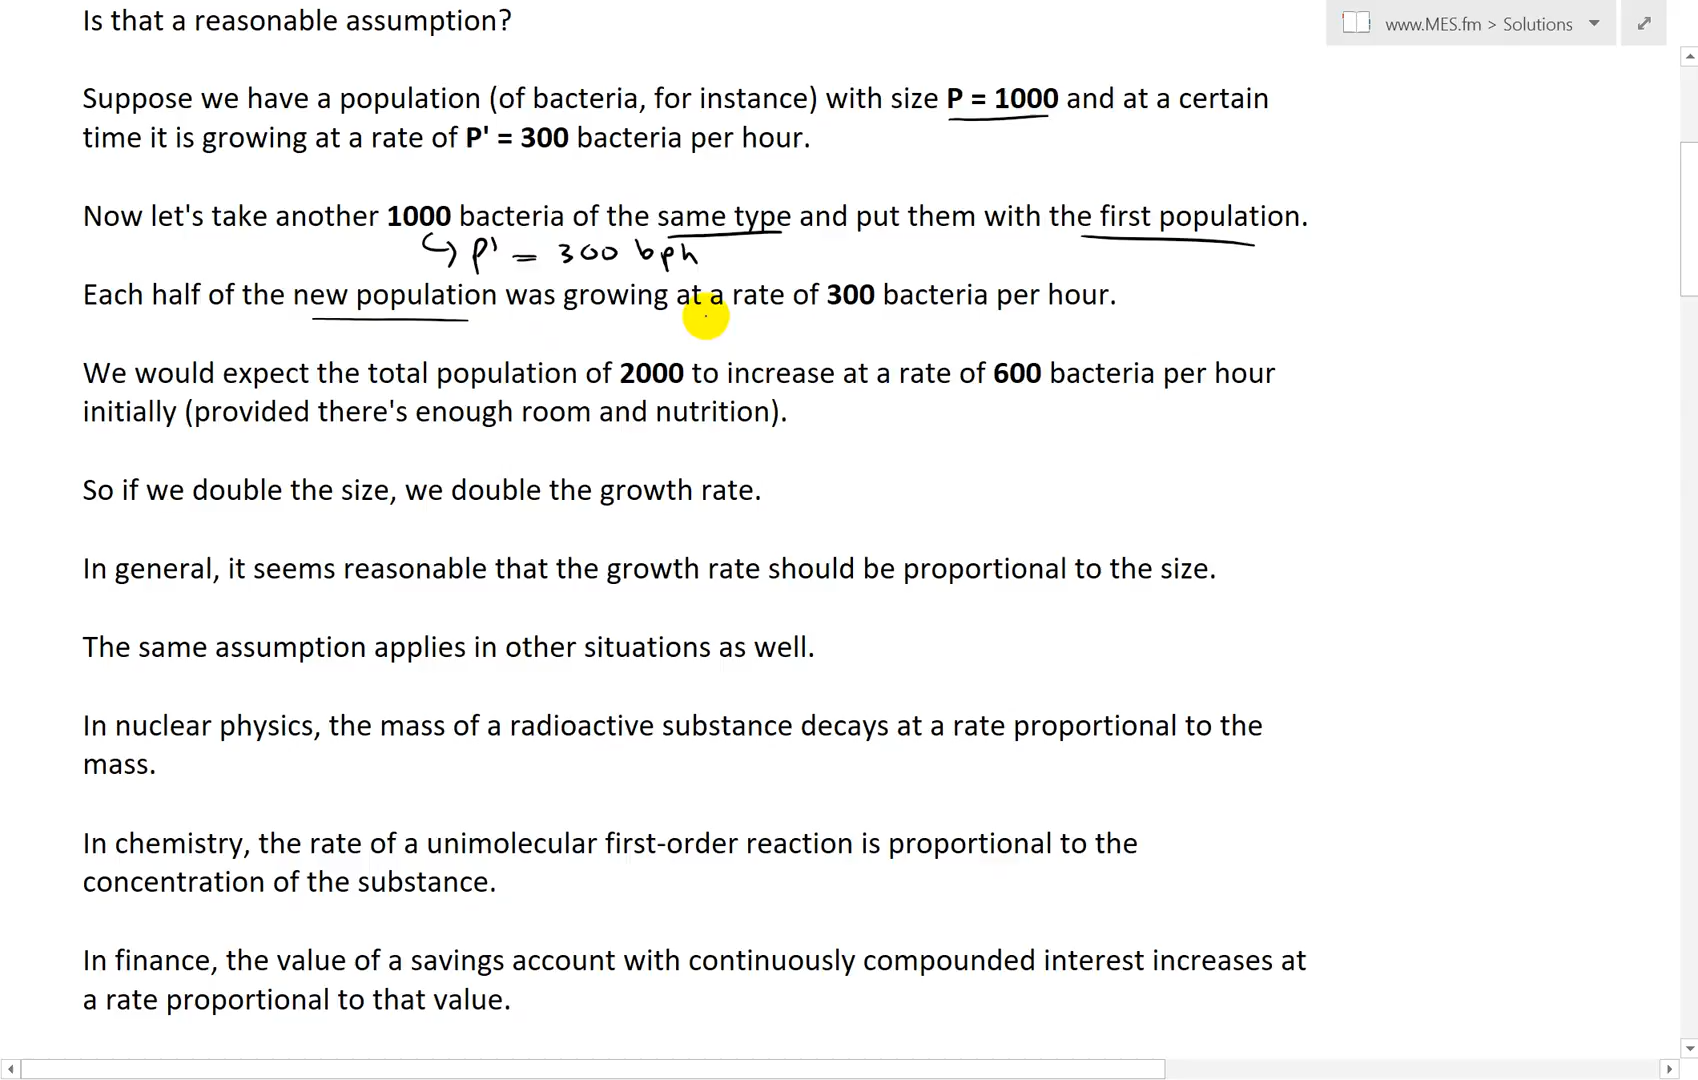 Is that a reasonable assumption?
www.MES.fm > Solutions
Suppose we have a population (of bacteria, for instance) with size P = 1000 and at a certain
time it is growing at a rate of P' = 300 bacteria per hour.
Now let's take another 1000 bacteria of the same type and put them with the first population.
P' = 300 bph
Each half of the new population was growing at a rate of 300 bacteria per hour.
We would expect the total population of 2000 to increase at a rate of 600 bacteria per hour
initially (provided there's enough room and nutrition).
So if we double the size, we double the growth rate.
In general, it seems reasonable that the growth rate should be proportional to the size.
The same assumption applies in other situations as well.
In nuclear physics, the mass of a radioactive substance decays at a rate proportional to the
mass.
In chemistry, the rate of a unimolecular first-order reaction is proportional to the
concentration of the substance.
In finance, the value of a savings account with continuously compounded interest increases at
a rate proportional to that value.